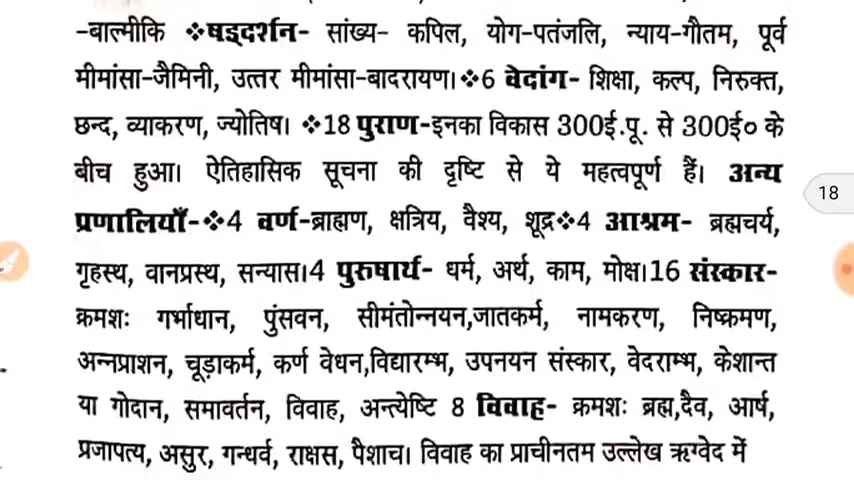 -बाल्मीकि ❖षड्दर्शन- सांख्य- कपिल, योग-पतंजलि, न्याय-गौतम, पूर्व
मीमांसा-जैमिनी, उत्तर मीमांसा-बादरायण।❖6 वेदांग- शिक्षा, कल्प, निरुक्त,
छन्द, व्याकरण, ज्योतिष। ❖18 पुराण-इनका विकास 300ई.पू. से 300ई० के
बीच हुआ। ऐतिहासिक सूचना की दृष्टि से ये महत्वपूर्ण हैं। अन्य
18
प्रणालियाँ-❖4 वर्ण-ब्राह्मण, क्षत्रिय, वैश्य, शूद्र❖4 आश्रम- ब्रह्मचर्य,
गृहस्थ, वानप्रस्थ, सन्यास।4 पुरुषार्थ- धर्म, अर्थ, काम, मोक्ष।16 संस्कार-
क्रमशः गर्भाधान, पुंसवन, सीमंतोन्नयन,जातकर्म, नामकरण, निष्क्रमण,
अन्नप्राशन, चूड़ाकर्म, कर्ण वेधन,विद्यारम्भ, उपनयन संस्कार, वेदराम्भ, केशान्त
या गोदान, समावर्तन, विवाह, अन्त्येष्टि 8 विवाह- क्रमशः ब्रह्म,दैव, आर्ष,
प्रजापत्य, असुर, गन्धर्व, राक्षस, पैशाच। विवाह का प्राचीनतम उल्लेख ऋग्वेद में